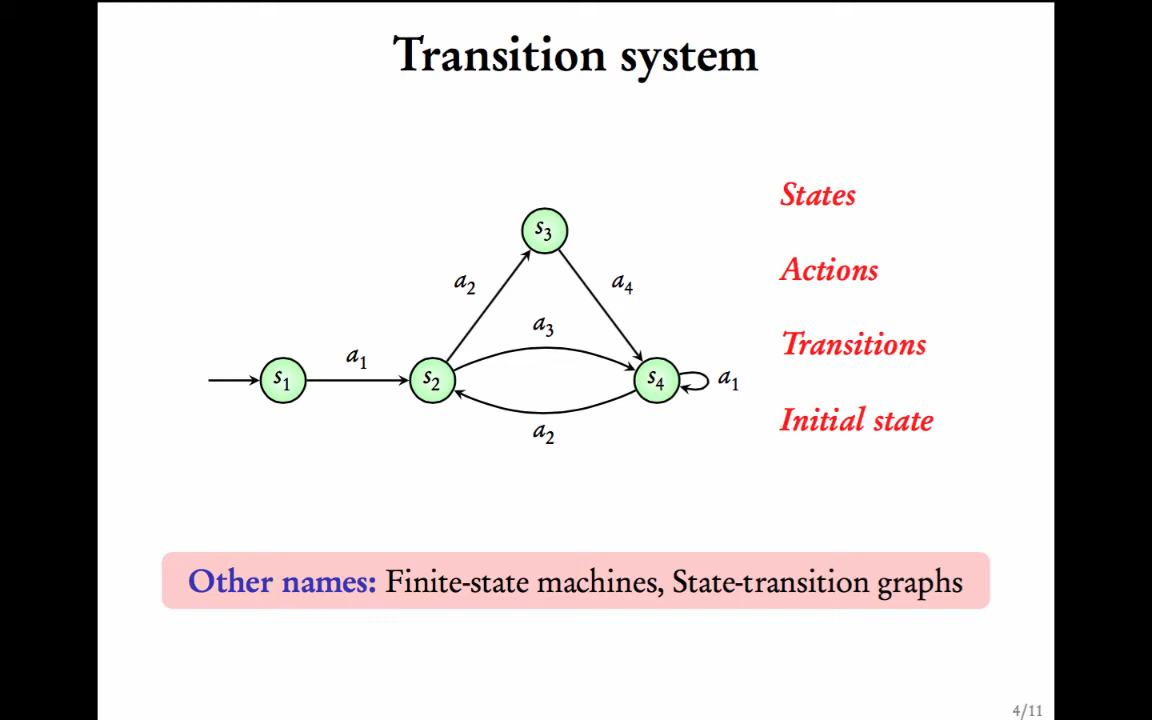 Transition system
States
s3
Actions
a2
a4
a3
Transitions
a1
s1
s2
s4
a1
Initial state
a2
Other names: Finite-state machines, State-transition graphs
4/11